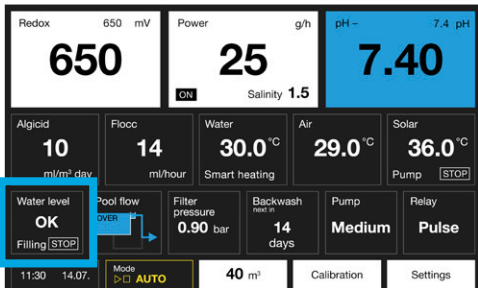 Redox 650 mV
650
Power g/h
25
ON Salinity 1.5
pH – 7.4 pH
7.40
Algicid
10
ml/m³ day
Flocc
14
ml/hour
Water
30.0°C
Smart heating
Air
29.0°C
Solar
36.0°C
Pump STOP
Water level
OK
Filling STOP
Pool flow
OVER
Filter
pressure
0.90 bar
Backwash
next in
14
days
Pump
Medium
Relay
Pulse
11:30 14.07.
Mode
AUTO
40 m³
Calibration
Settings